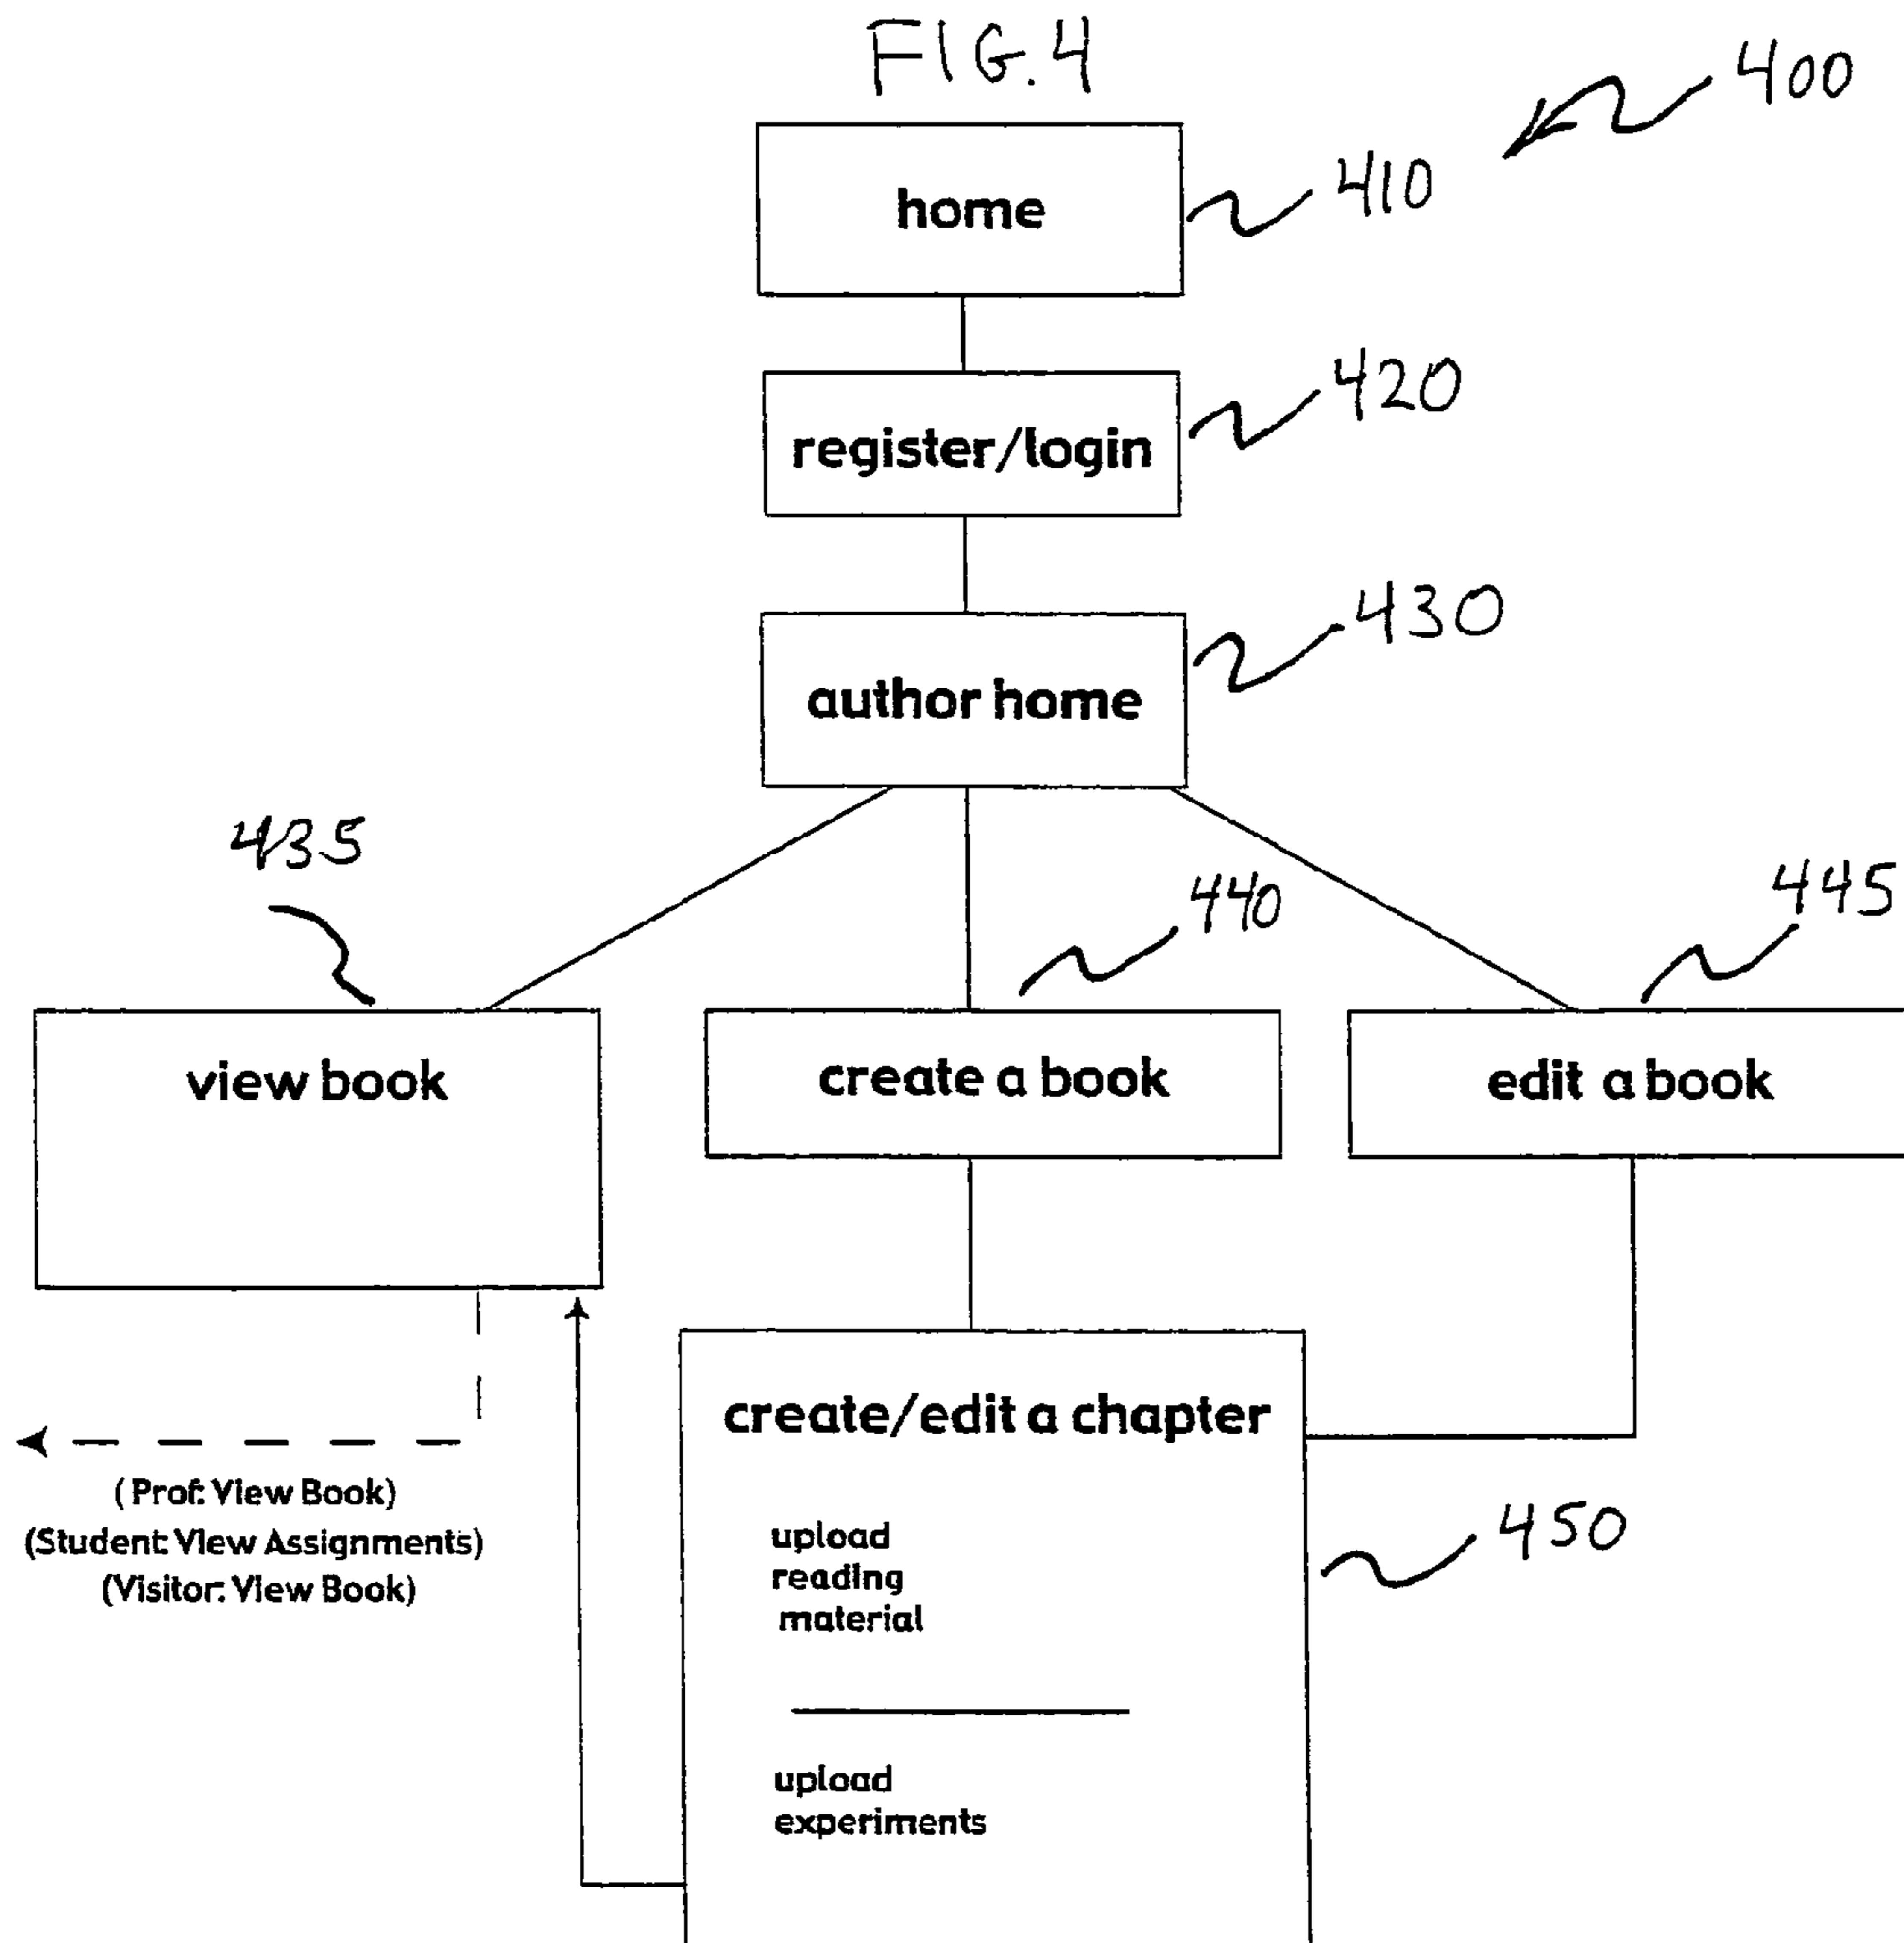 FIG.4
400
home
410
register/login
420
author home
430
435
440
445
view book
create a book
edit a book
create/edit a chapter
(Prof: View Book)
(Student: View Assignments)
(Visitor: View Book)
upload
reading
material
450
upload
experiments